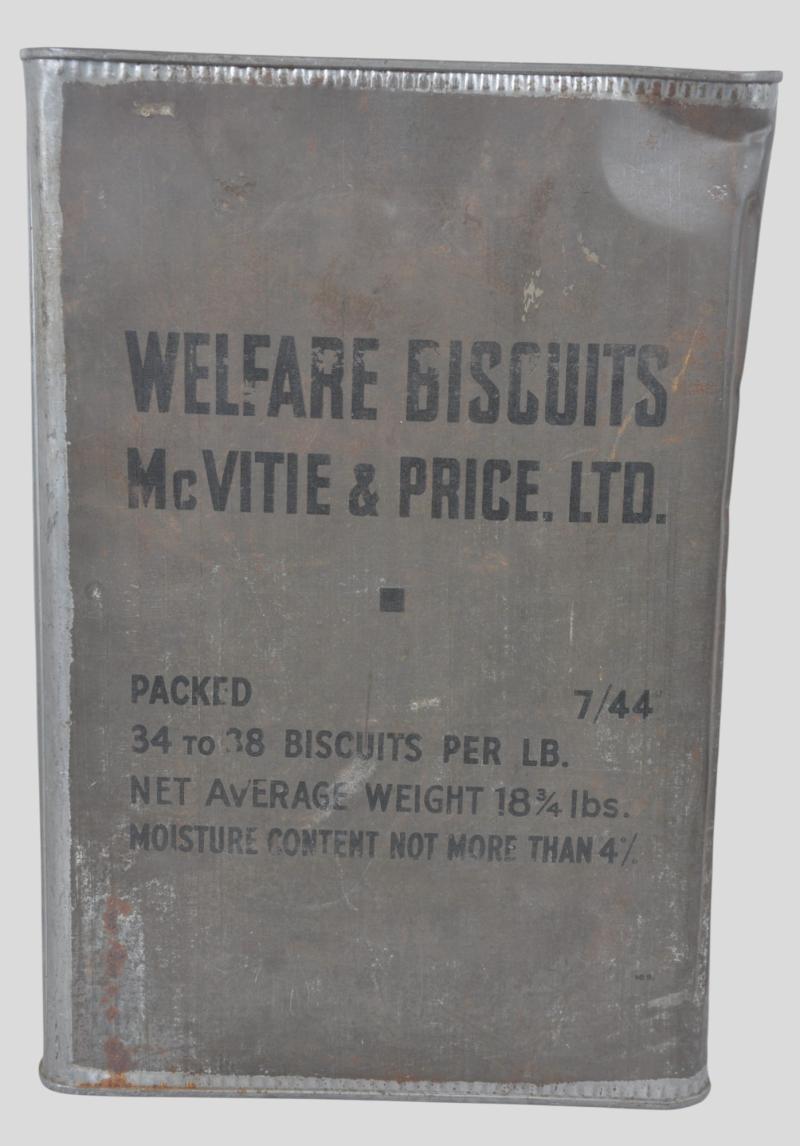 WELFARE BISCUITS
McVITIE & PRICE. LTD.
PACKED 7/44
34 TO 38 BISCUITS PER LB.
NET AVERAGE WEIGHT 18¾ lbs.
MOISTURE CONTENT NOT MORE THAN 4%